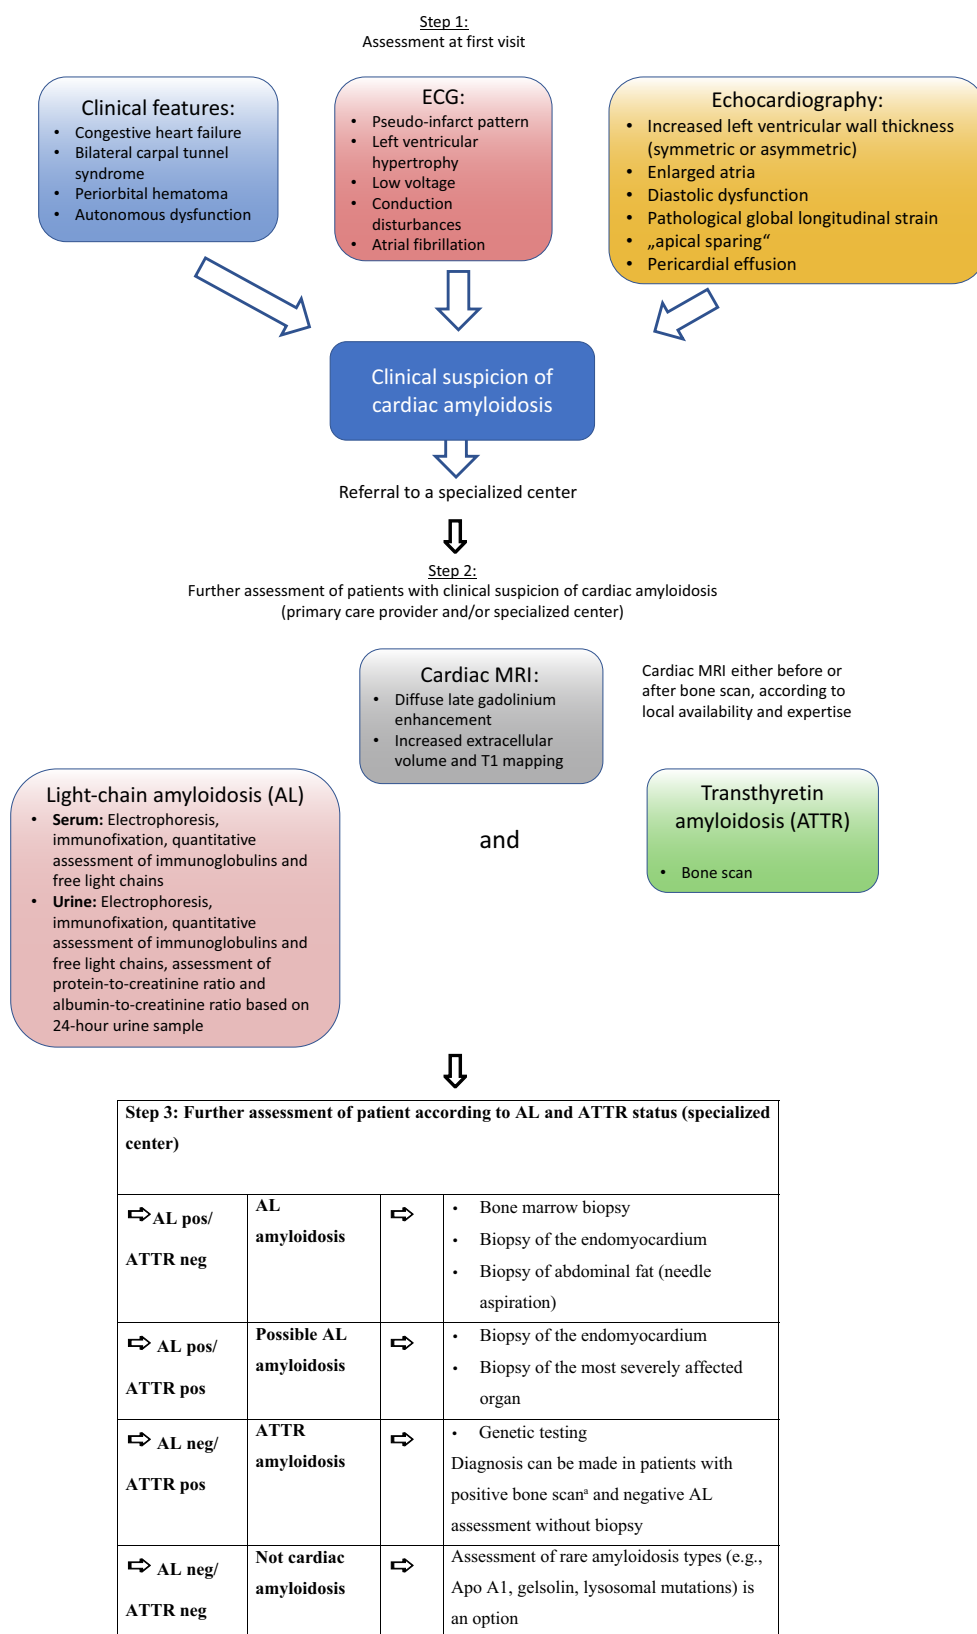 Step 1:
Assessment at first visit
Clinical features:
• Congestive heart failure
• Bilateral carpal tunnel
syndrome
• Periorbital hematoma
• Autonomous dysfunction
ECG:
• Pseudo-infarct pattern
• Left ventricular
hypertrophy
• Low voltage
• Conduction
disturbances
• Atrial fibrillation
Echocardiography:
• Increased left ventricular wall thickness
(symmetric or asymmetric)
• Enlarged atria
• Diastolic dysfunction
• Pathological global longitudinal strain
• „apical sparing“
• Pericardial effusion
Clinical suspicion of
cardiac amyloidosis
Referral to a specialized center
Step 2:
Further assessment of patients with clinical suspicion of cardiac amyloidosis
(primary care provider and/or specialized center)
Cardiac MRI:
• Diffuse late gadolinium
enhancement
• Increased extracellular
volume and T1 mapping
Cardiac MRI either before or
after bone scan, according to
local availability and expertise
Light-chain amyloidosis (AL)
• Serum: Electrophoresis,
immunofixation, quantitative
assessment of immunoglobulins and
free light chains
• Urine: Electrophoresis,
immunofixation, quantitative
assessment of immunoglobulins and
free light chains, assessment of
protein-to-creatinine ratio and
albumin-to-creatinine ratio based on
24-hour urine sample
and
Transthyretin
amyloidosis (ATTR)
• Bone scan
Step 3: Further assessment of patient according to AL and ATTR status (specialized
center)
AL pos/
ATTR neg
AL
amyloidosis
• Bone marrow biopsy
• Biopsy of the endomyocardium
• Biopsy of abdominal fat (needle
aspiration)
AL pos/
ATTR pos
Possible AL
amyloidosis
• Biopsy of the endomyocardium
• Biopsy of the most severely affected
organ
AL neg/
ATTR pos
ATTR
amyloidosis
• Genetic testing
Diagnosis can be made in patients with
positive bone scanª and negative AL
assessment without biopsy
AL neg/
ATTR neg
Not cardiac
amyloidosis
Assessment of rare amyloidosis types (e.g.,
Apo A1, gelsolin, lysosomal mutations) is
an option